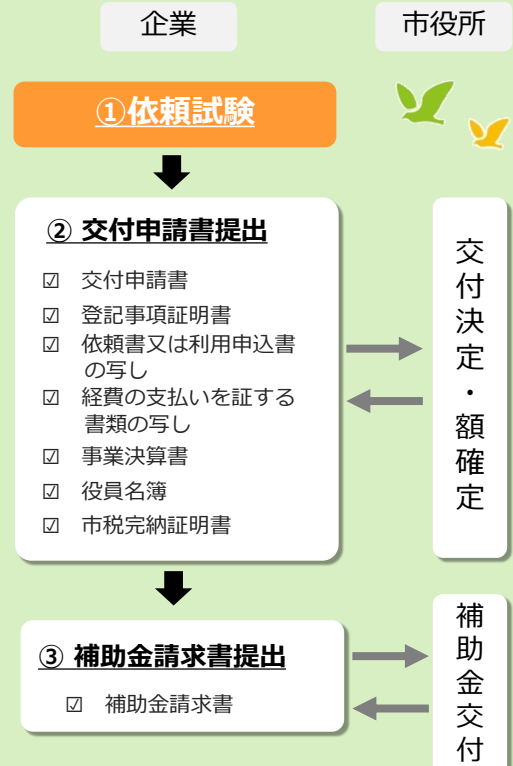 企業
市役所
①依頼試験
② 交付申請書提出
☑ 交付申請書
☑ 登記事項証明書
☑ 依頼書又は利用申込書
の写し
☑ 経費の支払いを証する
書類の写し
☑ 事業決算書
☑ 役員名簿
☑ 市税完納証明書
交付決定・額確定
③ 補助金請求書提出
☑ 補助金請求書
補助金交付